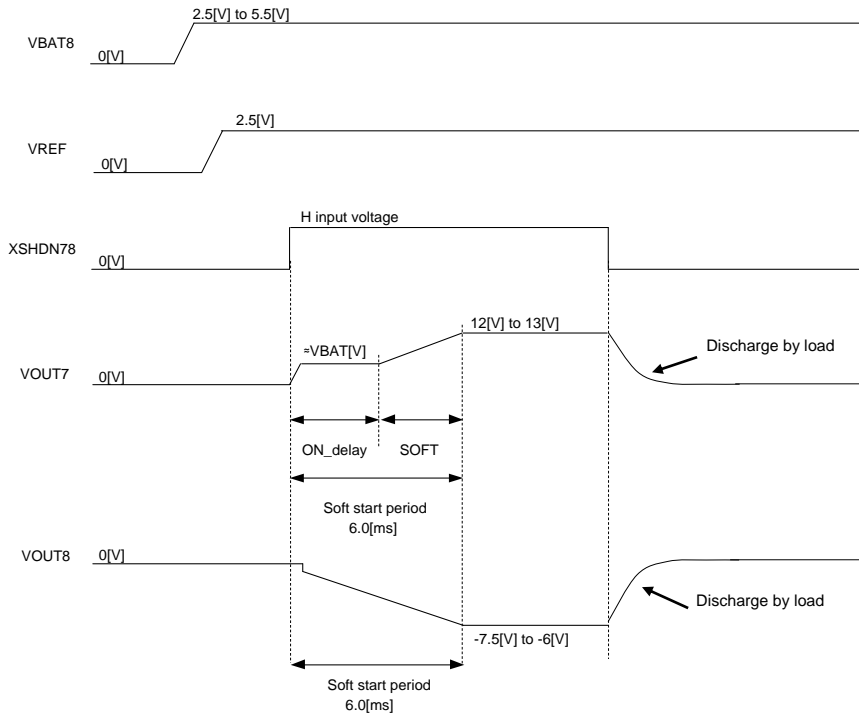 2.5[V] to 5.5[V]
VBAT8
0[V]
2.5[V]
VREF
0[V]
H input voltage
XSHDN78
0[V]
12[V] to 13[V]
≈VBAT[V]
Discharge by load
VOUT7
0[V]
ON_delay
SOFT
Soft start period
6.0[ms]
VOUT8
0[V]
Discharge by load
-7.5[V] to -6[V]
Soft start period
6.0[ms]